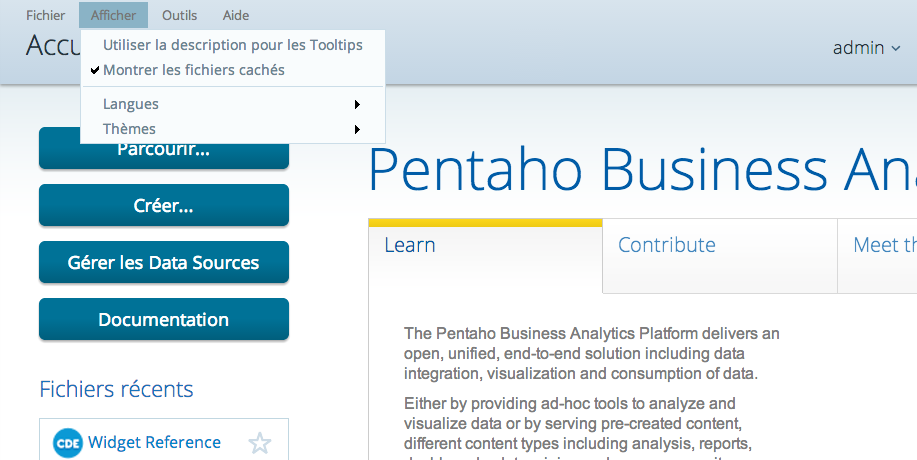 Fichier Afficher Outils Aide
Accu
admin
Utiliser la description pour les Tooltips
Montrer les fichiers cachés
Langues
Thèmes
Parcourir...
Créer...
Gérer les Data Sources
Documentation
Fichiers récents
CDE Widget Reference
Pentaho Business An
Learn Contribute Meet th
The Pentaho Business Analytics Platform delivers an
open, unified, end-to-end solution including data
integration, visualization and consumption of data.
Either by providing ad-hoc tools to analyze and
visualize data or by serving pre-created content,
different content types including analysis, reports,